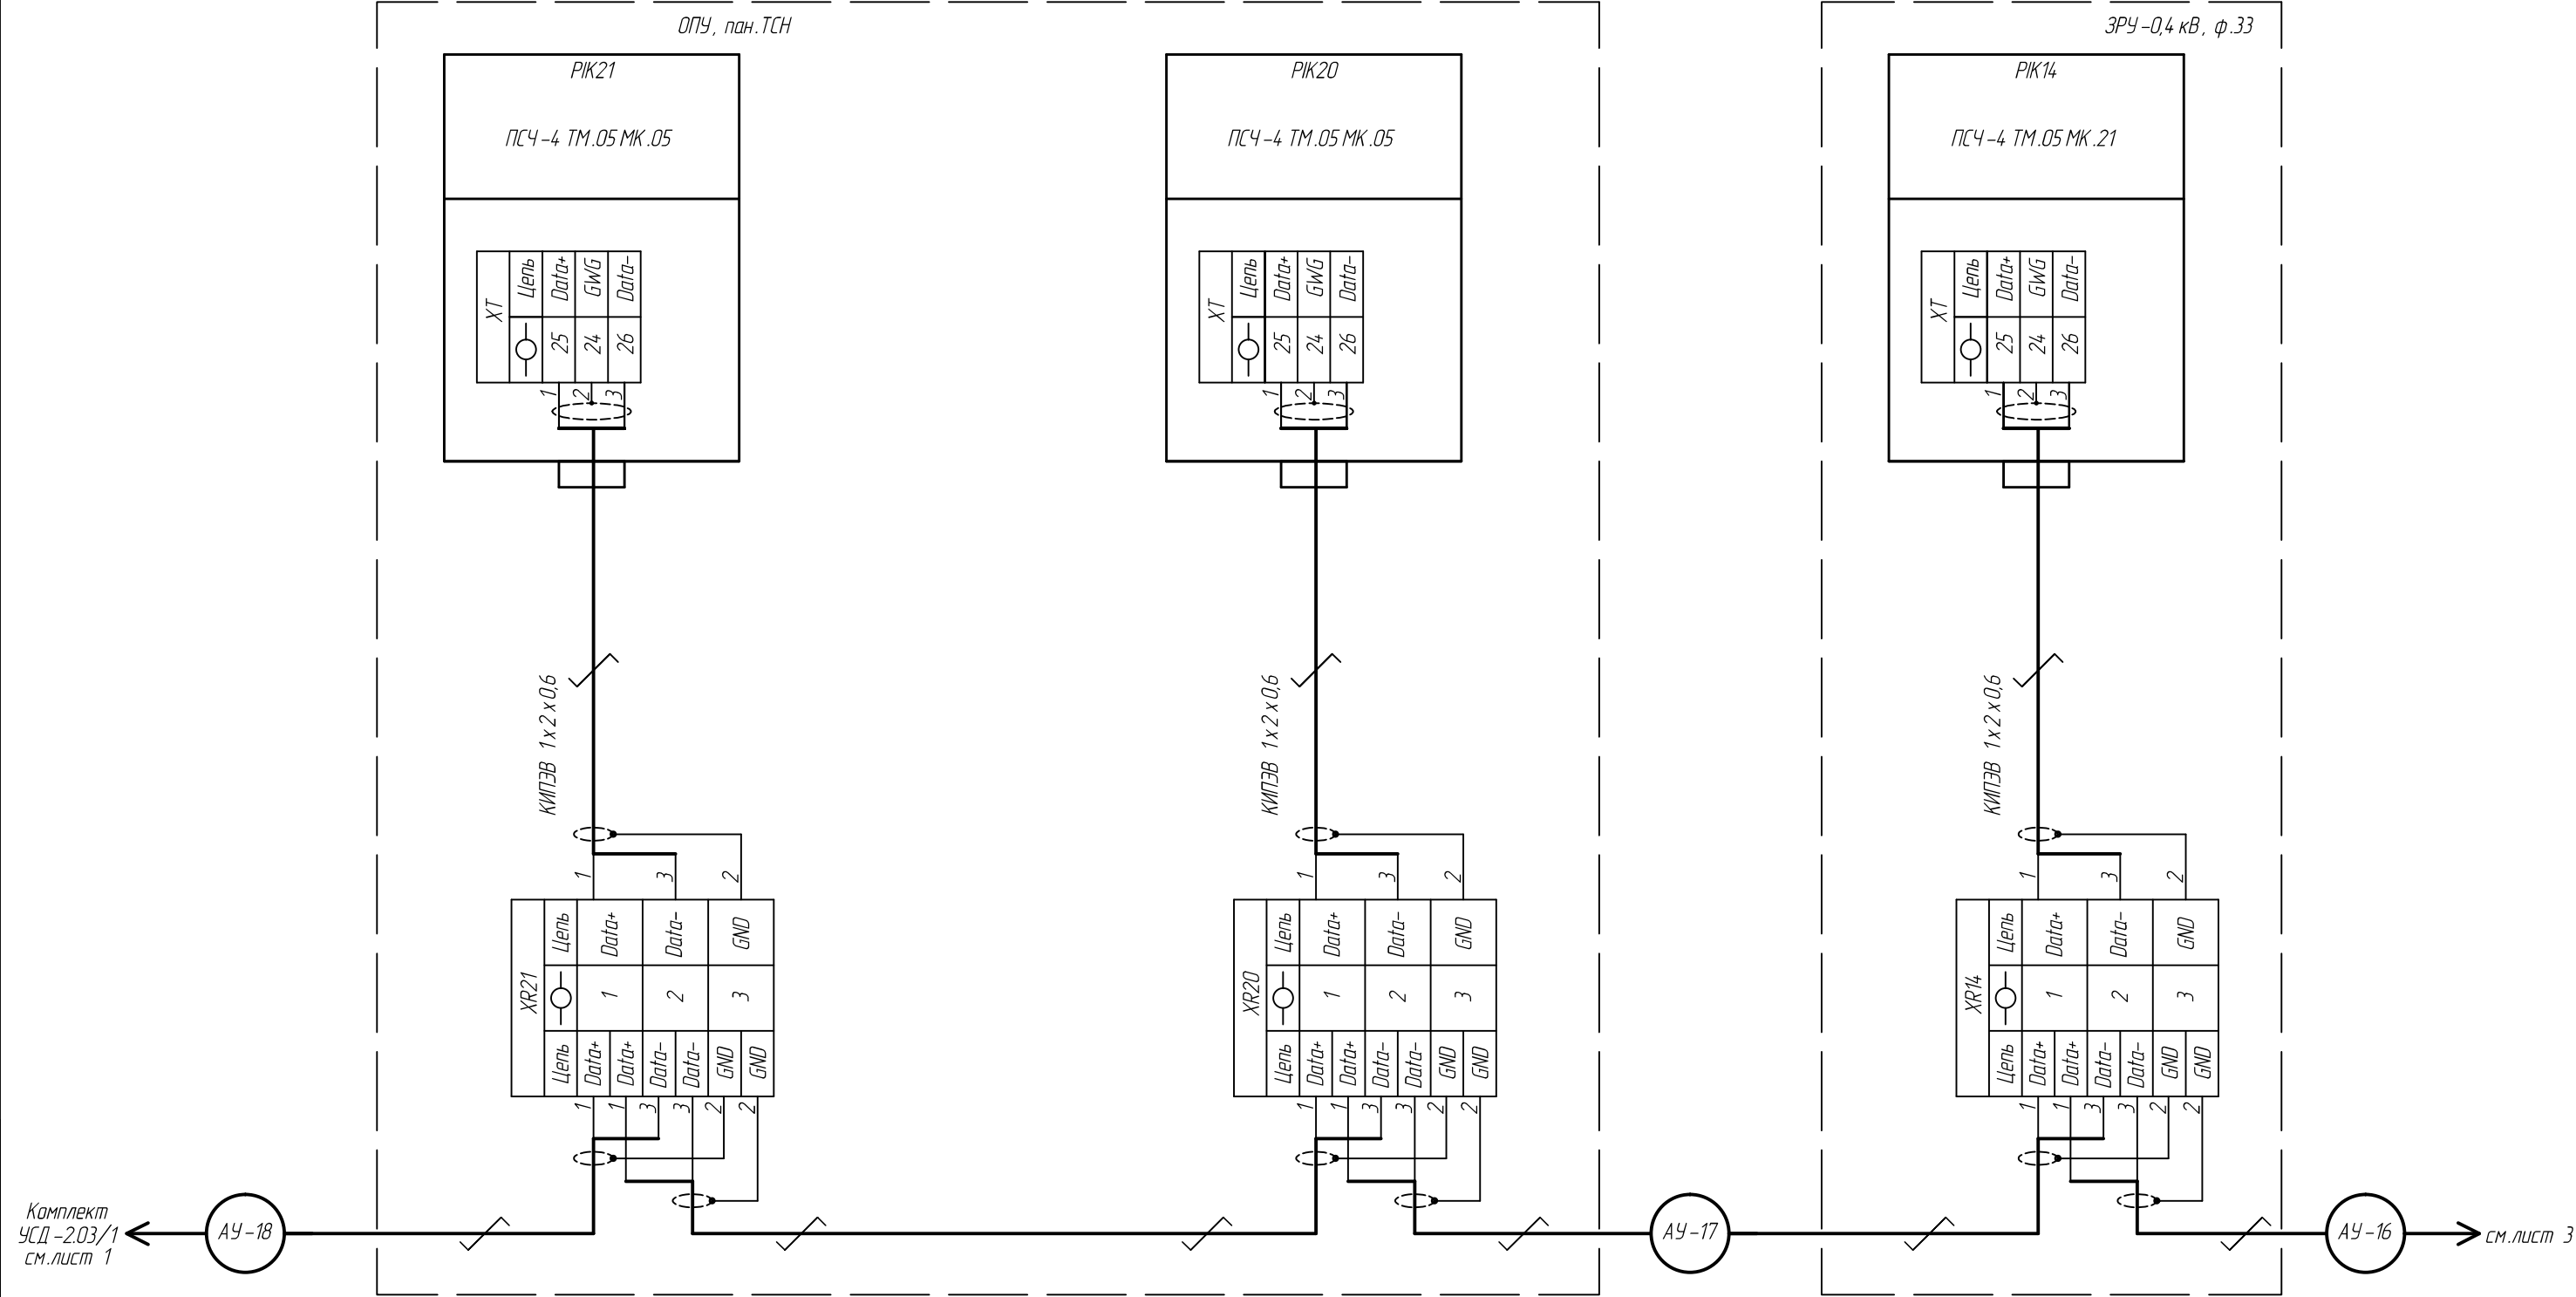 ОПУ, пан.ТСН
ЗРУ-0,4 кВ, ф.33
PIK21
ПСЧ-4 ТМ.05 МК.05
XT
Цепь
Data+
GWG
Data-
25
24
26
1
2
3
КИПЭВ 1х2х0,6
1
3
2
XR21
Цепь
Data+
Data-
GND
1
2
3
Цепь
Data+
Data+
Data-
Data-
GND
GND
1
1
3
3
2
2
PIK20
ПСЧ-4 ТМ.05 МК.05
XT
Цепь
Data+
GWG
Data-
25
24
26
1
2
3
КИПЭВ 1х2х0,6
1
3
2
XR20
Цепь
Data+
Data-
GND
1
2
3
Цепь
Data+
Data+
Data-
Data-
GND
GND
1
1
3
3
2
2
PIK14
ПСЧ-4 ТМ.05 МК.21
XT
Цепь
Data+
GWG
Data-
25
24
26
1
2
3
КИПЭВ 1х2х0,6
1
3
2
XR14
Цепь
Data+
Data-
GND
1
2
3
Цепь
Data+
Data+
Data-
Data-
GND
GND
1
1
3
3
2
2
Комплект
УСД-2.03/1
см.лист 1
АУ-18
АУ-17
АУ-16
см.лист 3